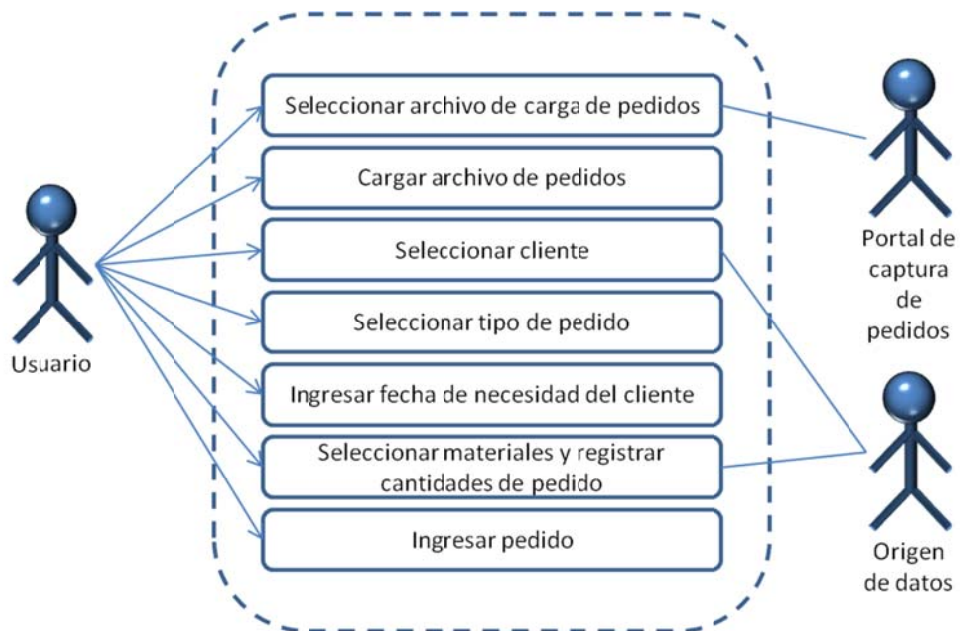 Seleccionar archivo de carga de pedidos
Cargar archivo de pedidos
Seleccionar cliente
Seleccionar tipo de pedido
Ingresar fecha de necesidad del cliente
Seleccionar materiales y registrar
cantidades de pedido
Ingresar pedido
Usuario
Portal de
captura
de
pedidos
Origen
de datos